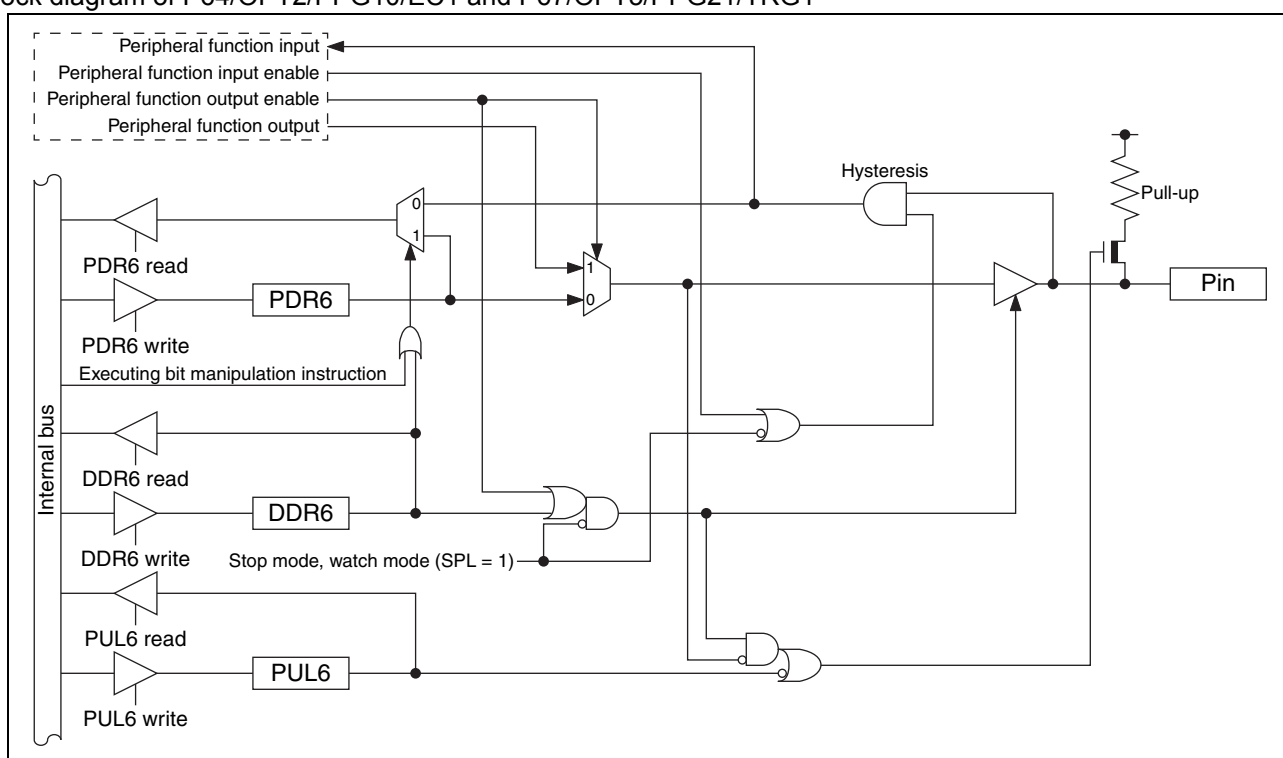 Peripheral function input
Peripheral function input enable
Peripheral function output enable
Peripheral function output
Hysteresis
Pull-up
0
1
PDR6 read
1
0
PDR6
Pin
PDR6 write
Executing bit manipulation instruction
Internal bus
DDR6 read
DDR6
DDR6 write
Stop mode, watch mode (SPL = 1)
PUL6 read
PUL6
PUL6 write